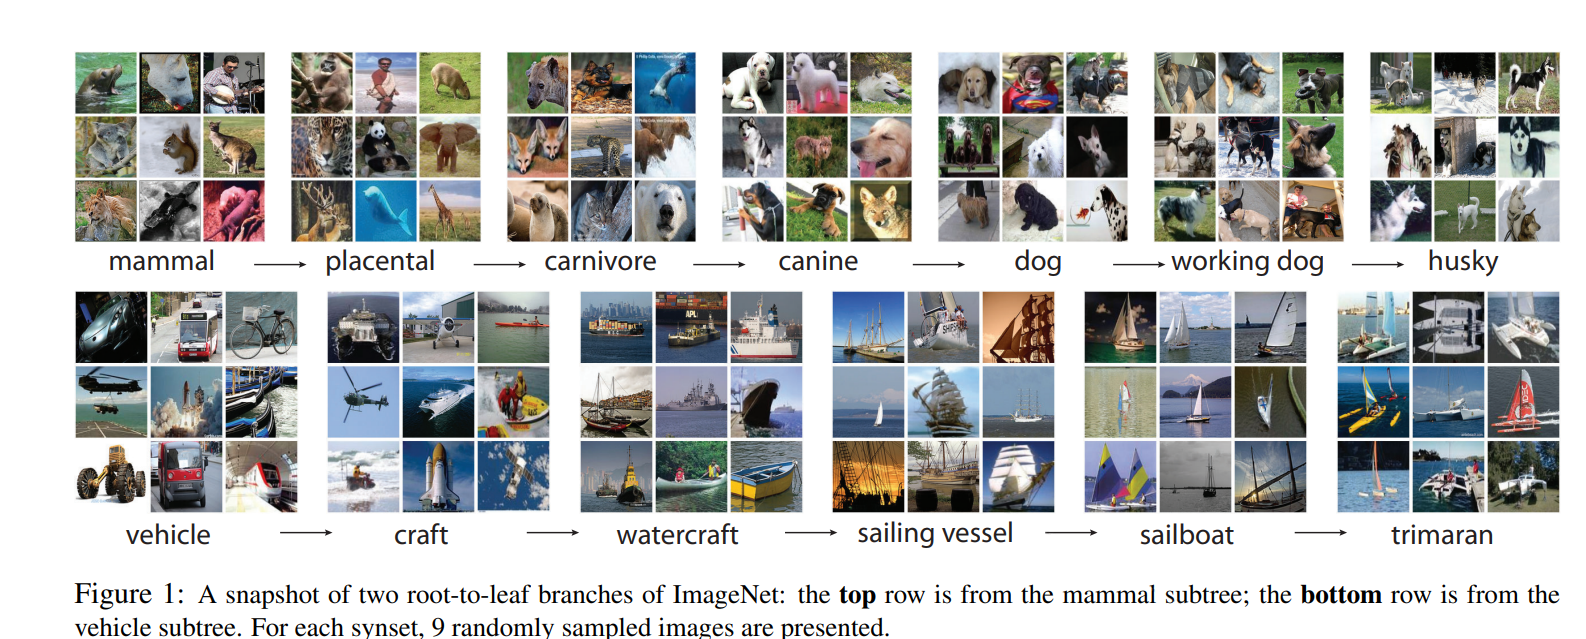 mammal → placental → carnivore → canine → dog → working dog → husky
vehicle → craft → watercraft → sailing vessel → sailboat → trimaran
Figure 1: A snapshot of two root-to-leaf branches of ImageNet: the top row is from the mammal subtree; the bottom row is from the
vehicle subtree. For each synset, 9 randomly sampled images are presented.